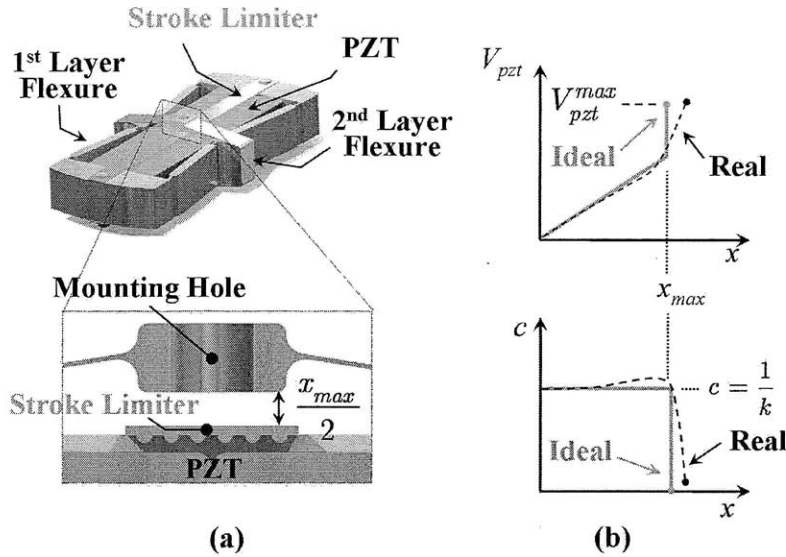 Stroke Limiter
PZT
1st Layer
Flexure
2nd Layer
Flexure
Mounting Hole
Stroke Limiter
x_max
2
PZT
(a)
V_pzt
V_pzt^max
Ideal
Real
x
x_max
c
c = 1/k
Ideal
Real
x
(b)